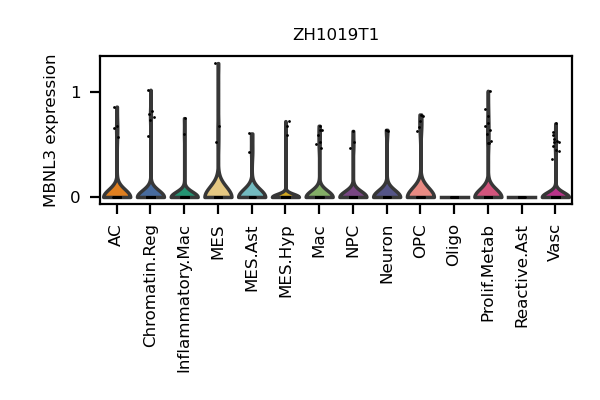 ZH1019T1
MBNL3 expression
1
0
AC
Chromatin.Reg
Inflammatory.Mac
MES
MES.Ast
MES.Hyp
Mac
NPC
Neuron
OPC
Oligo
Prolif.Metab
Reactive.Ast
Vasc